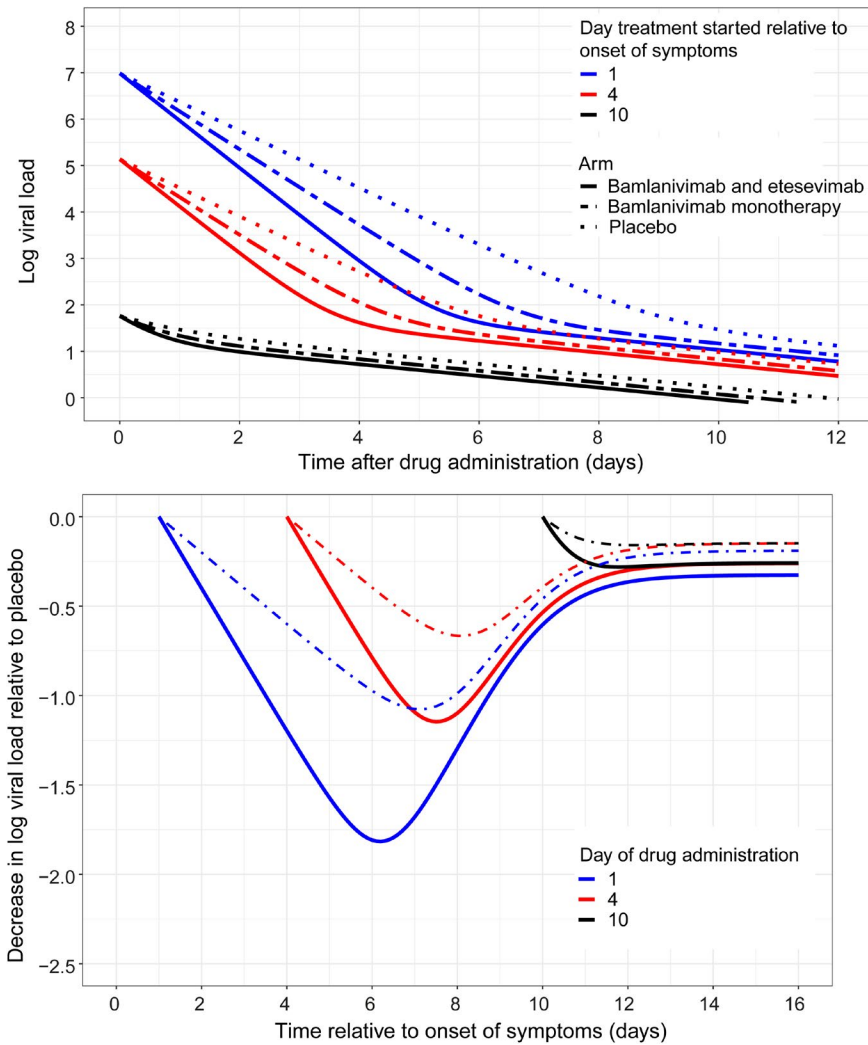 8
7
6
5
4
3
2
1
0
Log viral load
0 2 4 6 8 10 12
Time after drug administration (days)
Day treatment started relative to
onset of symptoms
1
4
10
Arm
Bamlanivimab and etesevimab
Bamlanivimab monotherapy
Placebo
0.0
−0.5
−1.0
−1.5
−2.0
−2.5
Decrease in log viral load relative to placebo
0 2 4 6 8 10 12 14 16
Time relative to onset of symptoms (days)
Day of drug administration
1
4
10